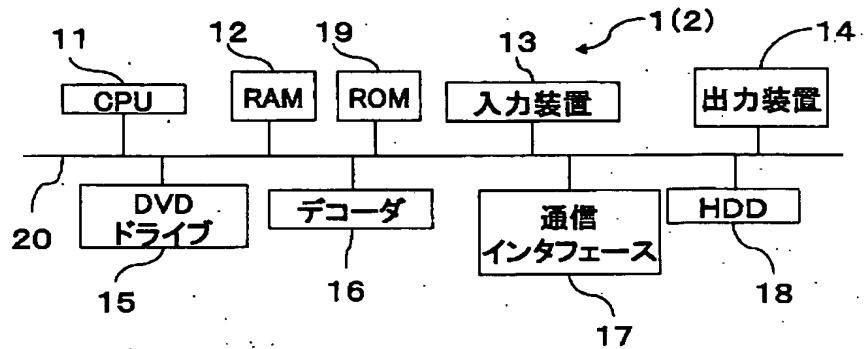 12 19 13 1(2) 14
11
CPU RAM ROM 入力装置 出力装置
20
DVD
ドライブ
デコーダ
通信
インタフェース
HDD
15 16 17 18